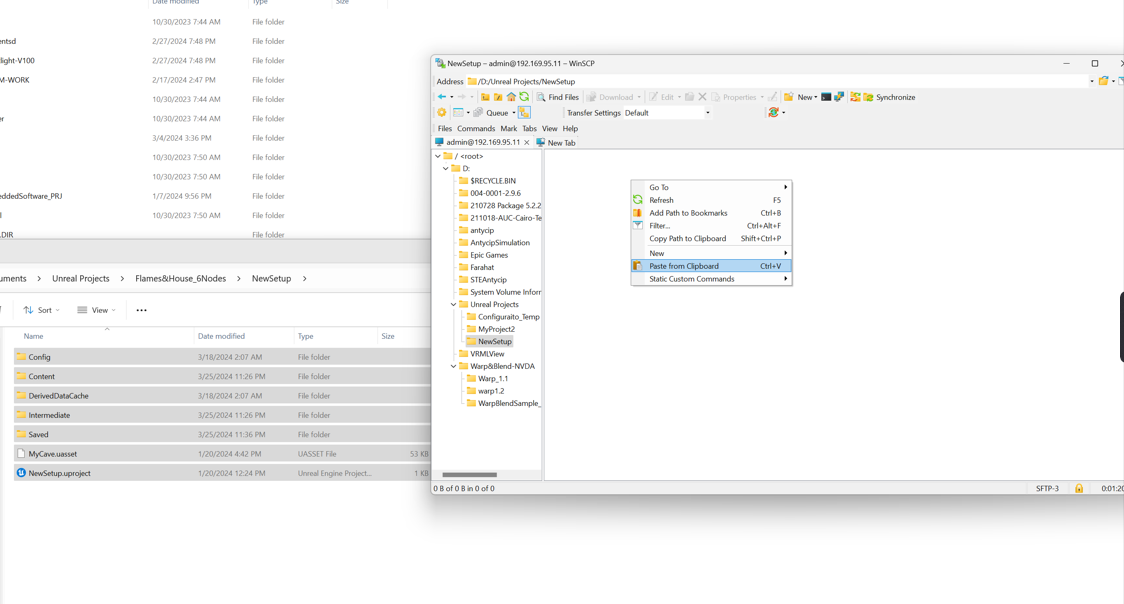 Date modified Type Size
10/30/2023 7:44 AM File folder
entsd 2/27/2024 7:48 PM File folder
light-V100 2/27/2024 7:48 PM File folder
M-WORK 2/17/2024 2:47 PM File folder
10/30/2023 7:44 AM File folder
er 10/30/2023 7:44 AM File folder
3/4/2024 3:36 PM File folder
10/30/2023 7:50 AM File folder
10/30/2023 7:50 AM File folder
eddedSoftware_PRJ 1/7/2024 9:56 PM File folder
l 10/30/2023 7:50 AM File folder
.DIR File folder
uments > Unreal Projects > Flames&House_6Nodes > NewSetup >
Sort View ...
Name Date modified Type Size
Config 3/18/2024 2:07 AM File folder
Content 3/25/2024 11:26 PM File folder
DerivedDataCache 3/18/2024 2:07 AM File folder
Intermediate 3/25/2024 11:26 PM File folder
Saved 3/25/2024 11:36 PM File folder
MyCave.uasset 1/20/2024 4:42 PM UASSET File 53 KB
NewSetup.uproject 1/20/2024 12:24 PM Unreal Engine Project... 1 KB
NewSetup – admin@192.169.95.11 – WinSCP
Address /D:/Unreal Projects/NewSetup
Find Files Download Edit Properties New Synchronize
Queue Transfer Settings Default
Files Commands Mark Tabs View Help
admin@192.169.95.11 × New Tab
/ <root>
D:
$RECYCLE.BIN
004-0001-2.9.6
210728 Package 5.2.2
211018-AUC-Cairo-Te
antycip
AntycipSimulation
Epic Games
Farahat
STEAntycip
System Volume Inforr
Unreal Projects
Configuraito_Temp
MyProject2
NewSetup
VRMLView
Warp&Blend-NVDA
Warp_1.1
warp1.2
WarpBlendSample_
Go To
Refresh F5
Add Path to Bookmarks Ctrl+B
Filter... Ctrl+Alt+F
Copy Path to Clipboard Shift+Ctrl+P
New
Paste from Clipboard Ctrl+V
Static Custom Commands
0 B of 0 B in 0 of 0 SFTP-3 0:01:20